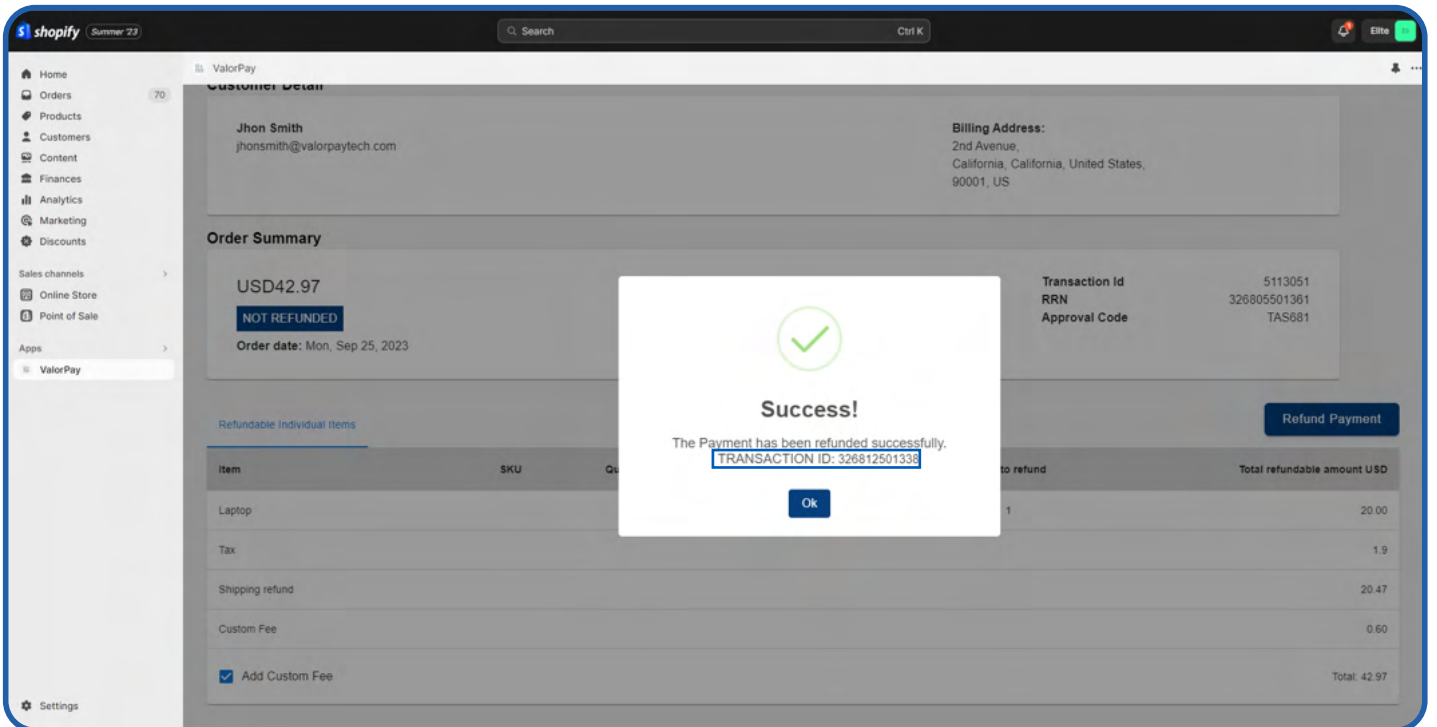 shopify Summer '23
Search Ctrl K
Elite
Home
Orders 70
Products
Customers
Content
Finances
Analytics
Marketing
Discounts
Sales channels
Online Store
Point of Sale
Apps
ValorPay
Settings
ValorPay
Customer Detail
Jhon Smith
jhonsmith@valorpaytech.com
Billing Address:
2nd Avenue,
California, California, United States,
90001, US
Order Summary
USD42.97
NOT REFUNDED
Order date: Mon, Sep 25, 2023
Transaction Id 5113051
RRN 326805501361
Approval Code TAS681
Success!
The Payment has been refunded successfully.
TRANSACTION ID: 326812501338
Ok
Refundable Individual Items
Refund Payment
Item SKU to refund Total refundable amount USD
Laptop 1 20.00
Tax 1.9
Shipping refund 20.47
Custom Fee 0.60
Add Custom Fee Total: 42.97